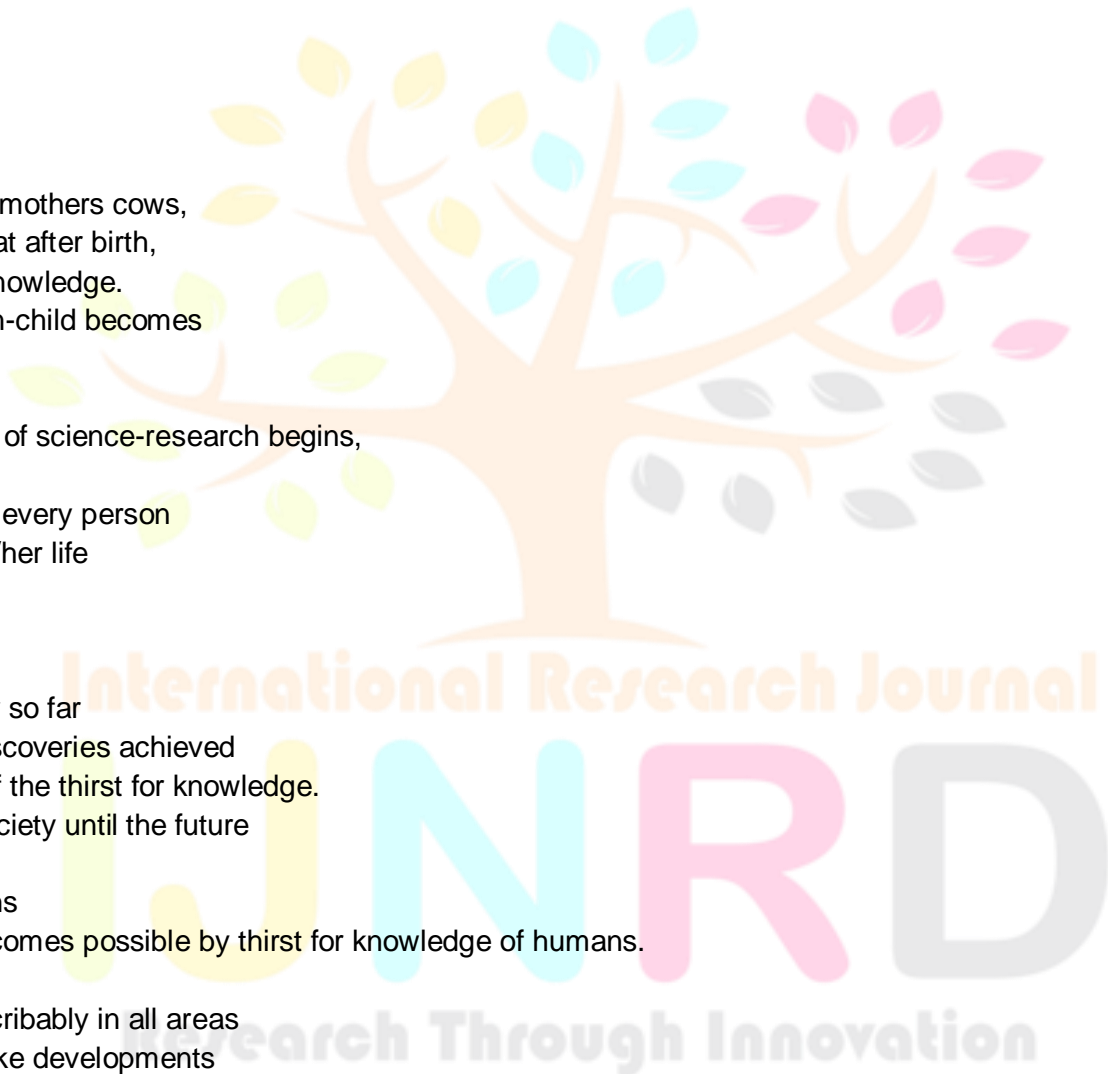 mothers cows,
at after birth,
nowledge.
n-child becomes
of science-research begins,
every person
/her life
International Research Journal
so far
scoveries achieved
f the thirst for knowledge.
ciety until the future
IJNRD
ns
comes possible by thirst for knowledge of humans.
cribably in all areas
Research Through Innovation
ke developments